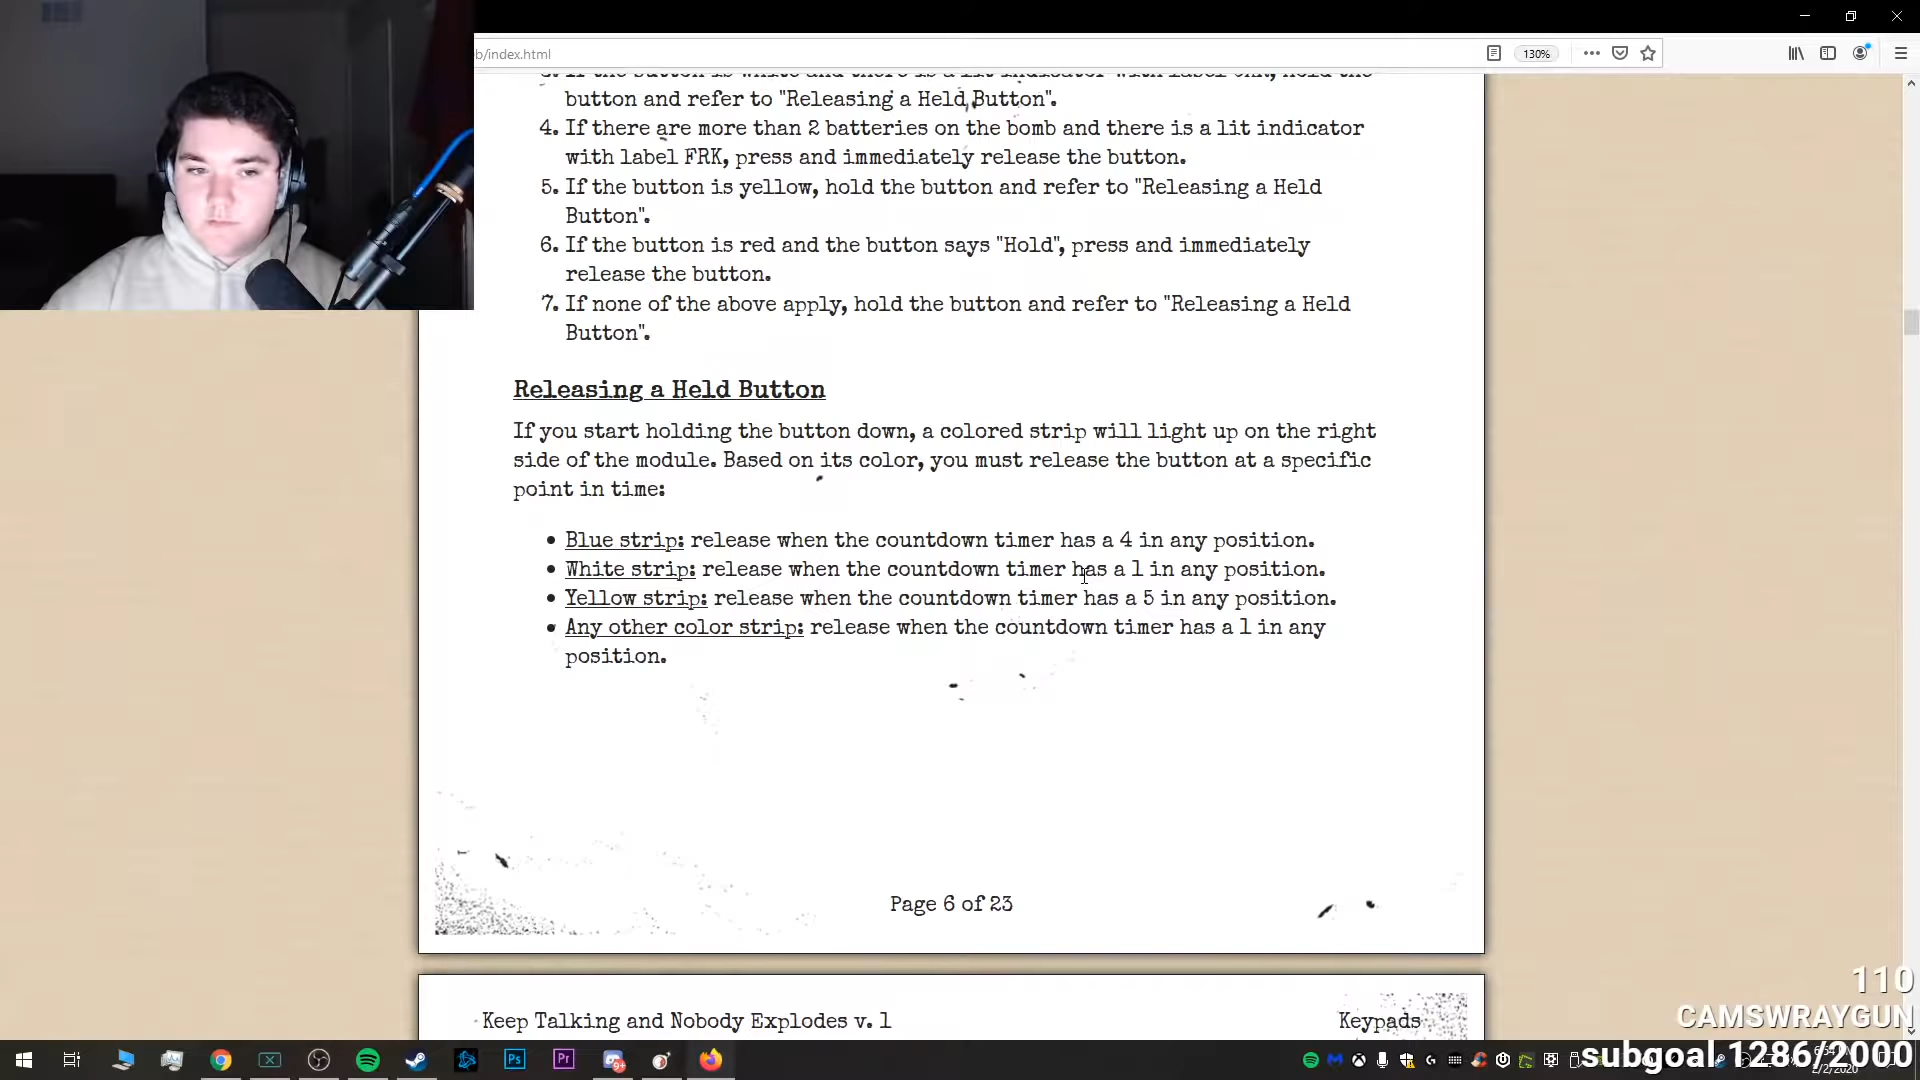 b/index.html
130%
button and refer to "Releasing a Held Button".
4. If there are more than 2 batteries on the bomb and there is a lit indicator
with label FRK, press and immediately release the button.
5. If the button is yellow, hold the button and refer to "Releasing a Held
Button".
6. If the button is red and the button says "Hold", press and immediately
release the button.
7. If none of the above apply, hold the button and refer to "Releasing a Held
Button".
Releasing a Held Button
If you start holding the button down, a colored strip will light up on the right
side of the module. Based on its color, you must release the button at a specific
point in time:
• Blue strip: release when the countdown timer has a 4 in any position.
• White strip: release when the countdown timer has a 1 in any position.
• Yellow strip: release when the countdown timer has a 5 in any position.
• Any other color strip: release when the countdown timer has a 1 in any
position.
Page 6 of 23
Keep Talking and Nobody Explodes v. 1
Keypads
110
CAMSWRAYGUN
subgoal 1286/2000
2/2/2020